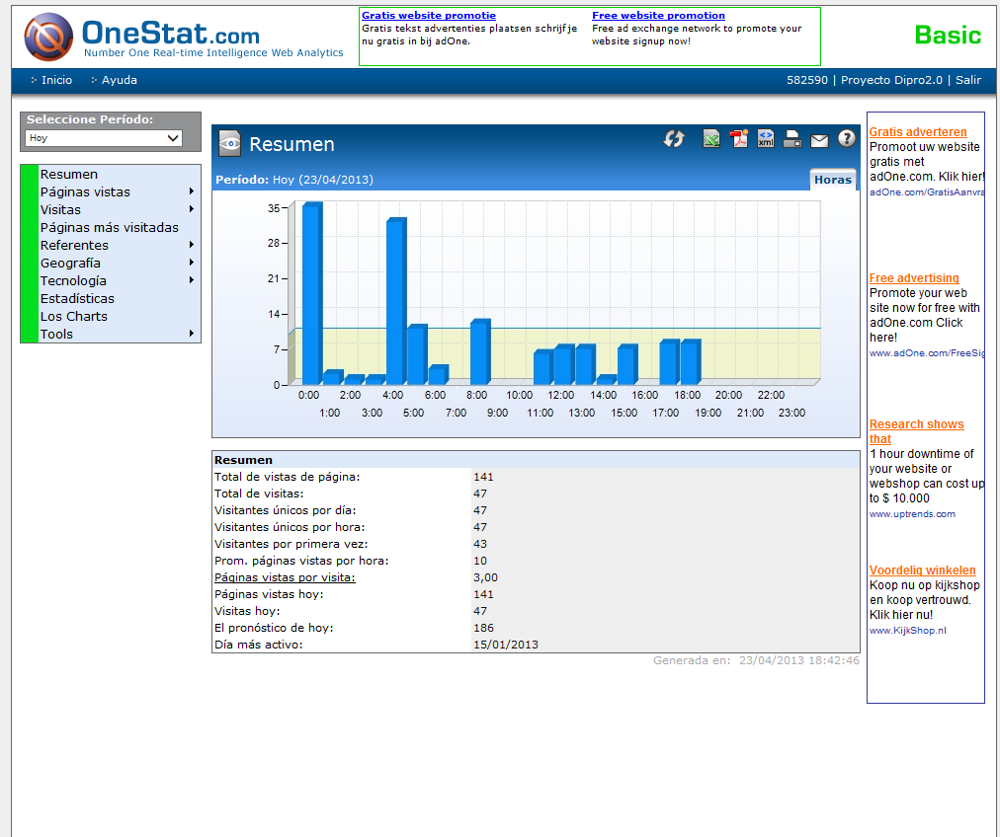 OneStat.com
Number One Real-time Intelligence Web Analytics
Gratis website promotie
Gratis tekst advertenties plaatsen schrijf je
nu gratis in bij adOne.
Free website promotion
Free ad exchange network to promote your
website signup now!
Basic
Inicio
Ayuda
582590 | Proyecto Dipro2.0 | Salir
Seleccione Período:
Hoy
Resumen
Páginas vistas
Visitas
Páginas más visitadas
Referentes
Geografía
Tecnología
Estadísticas
Los Charts
Tools
Resumen
xml
?
Período: Hoy (23/04/2013)
Horas
35
28
21
14
7
0
0:00 2:00 4:00 6:00 8:00 10:00 12:00 14:00 16:00 18:00 20:00 22:00
1:00 3:00 5:00 7:00 9:00 11:00 13:00 15:00 17:00 19:00 21:00 23:00
Resumen
Total de vistas de página: 141
Total de visitas: 47
Visitantes únicos por día: 47
Visitantes únicos por hora: 47
Visitantes por primera vez: 43
Prom. páginas vistas por hora: 10
Páginas vistas por visita: 3,00
Páginas vistas hoy: 141
Visitas hoy: 47
El pronóstico de hoy: 186
Día más activo: 15/01/2013
Generada en: 23/04/2013 18:42:46
Gratis adverteren
Promoot uw website
gratis met
adOne.com. Klik hier!
adOne.com/GratisAanvra
Free advertising
Promote your web
site now for free with
adOne.com Click
here!
www.adOne.com/FreeSig
Research shows
that
1 hour downtime of
your website or
webshop can cost up
to $ 10.000
www.uptrends.com
Voordelig winkelen
Koop nu op kijkshop
en koop vertrouwd.
Klik hier nu!
www.KijkShop.nl